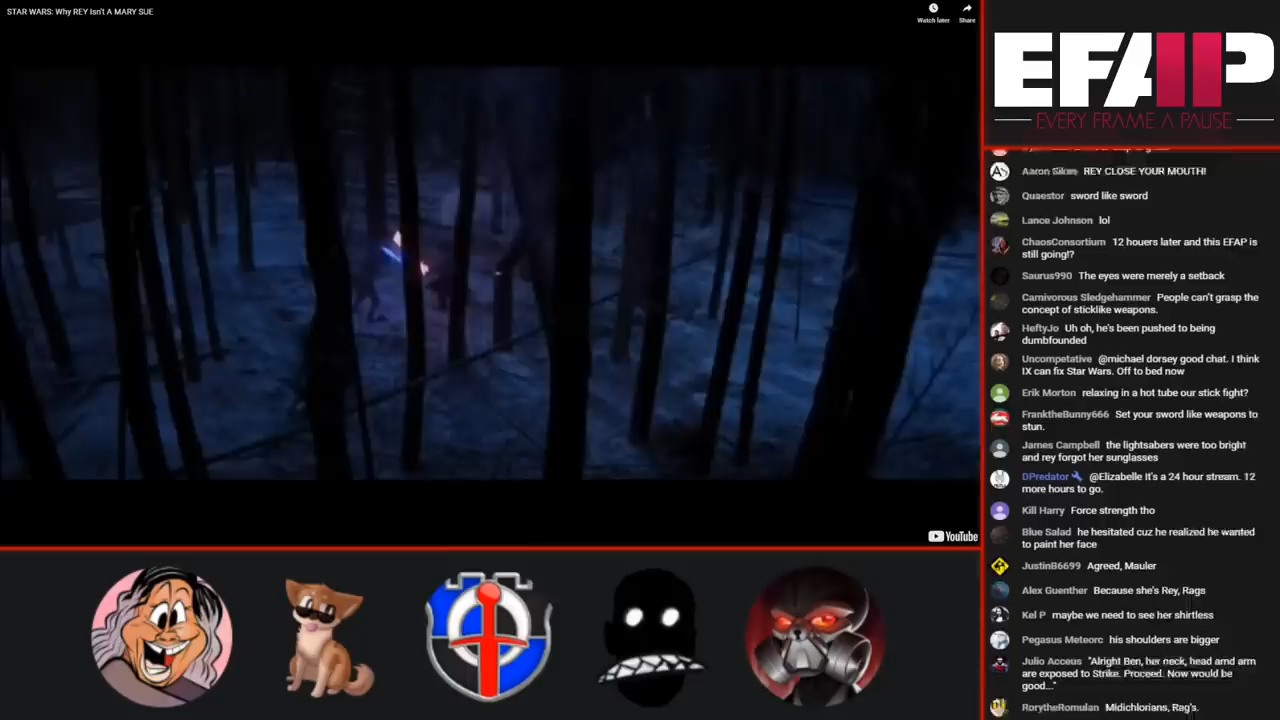 STAR WARS: Why REY Isn't A MARY SUE
Watch later
Share
EFAP
EVERY FRAME A PAUSE
Aaron REY CLOSE YOUR MOUTH!
Quaestor sword like sword
Lance Johnson lol
ChaosConsortium 12 houers later and this EFAP is
still going!?
Saurus990 The eyes were merely a setback
Carnivorous Sledgehammer People can't grasp the
concept of sticklike weapons.
HeftyJo Uh oh, he's been pushed to being
dumbfounded
Uncompetative @michael dorsey good chat. I think
IX can fix Star Wars. Off to bed now
Erik Morton relaxing in a hot tube our stick fight?
FranktheBunny666 Set your sword like weapons to
stun.
James Campbell the lightsabers were too bright
and rey forgot her sunglasses
DPredator @Elizabelle It's a 24 hour stream. 12
more hours to go.
Kill Harry Force strength tho
Blue Salad he hesitated cuz he realized he wanted
to paint her face
JustinB6699 Agreed, Mauler
Alex Guenther Because she's Rey, Rags
Kel P maybe we need to see her shirtless
Pegasus Meteorc his shoulders are bigger
Julio Acceus "Alright Ben, her neck, head arnd arm
are exposed to Strike. Proceed. Now would be
good..."
RorytheRomulan Midichlorians, Rag's.
YouTube